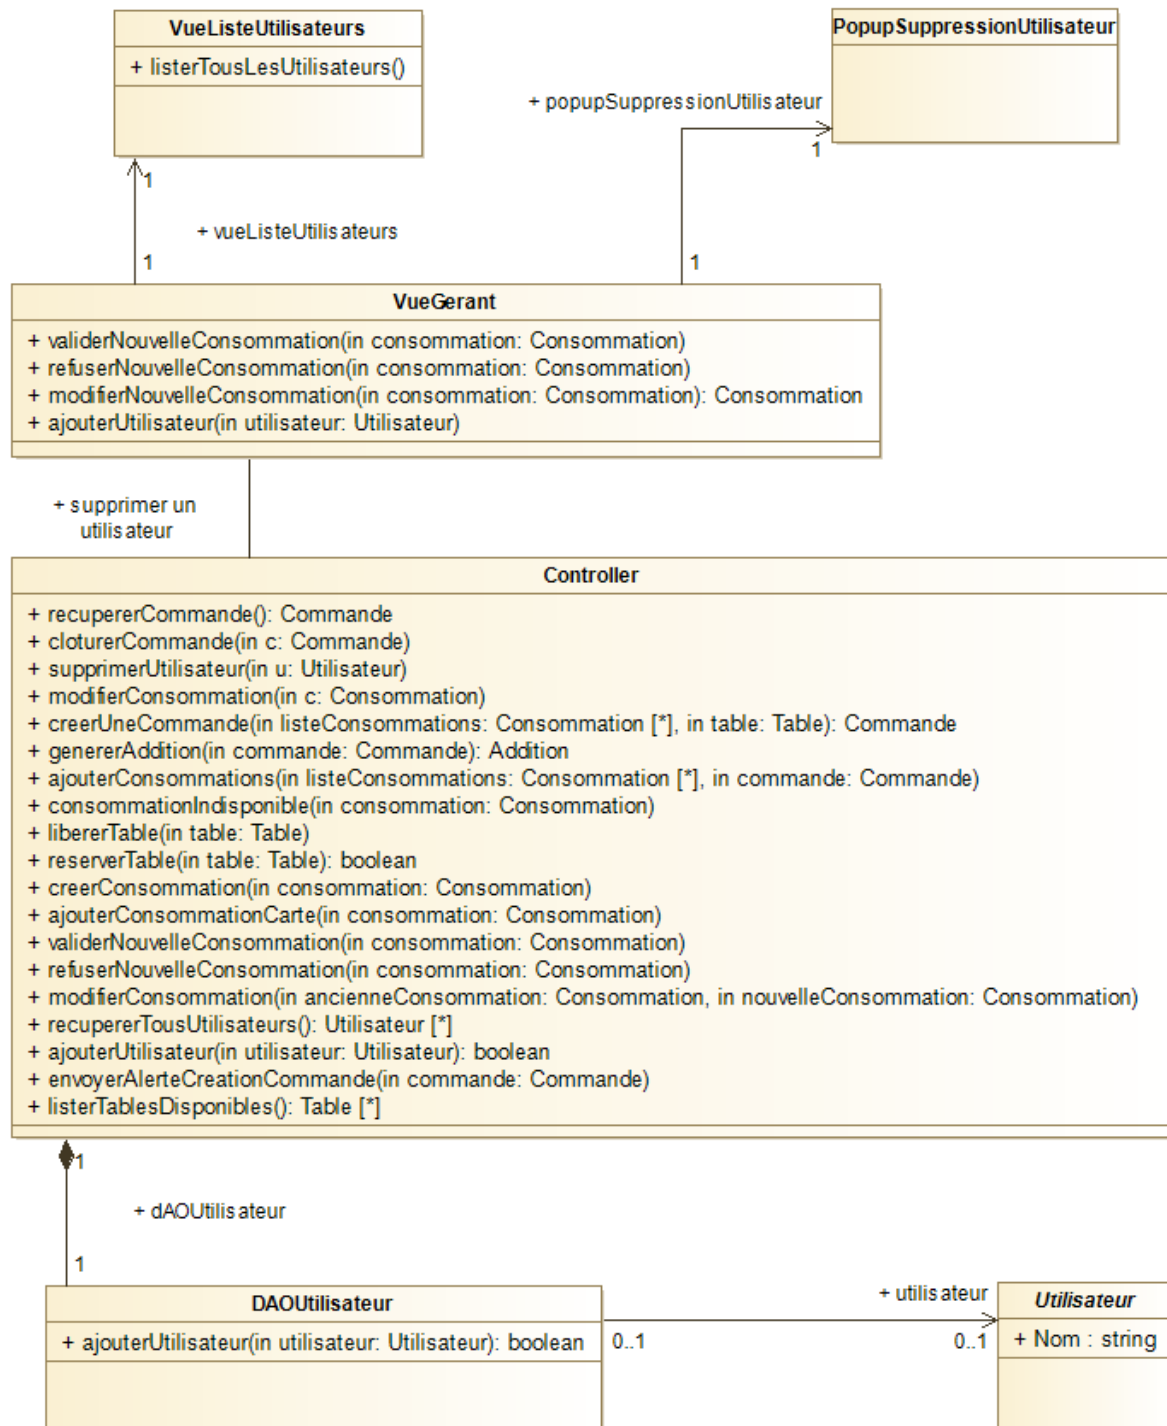 VueListeUtilisateurs
+ listerTousLesUtilisateurs()
PopupSuppressionUtilisateur
+ popupSuppressionUtilisateur
1
1
+ vueListeUtilisateurs
1
1
VueGerant
+ validerNouvelleConsommation(in consommation: Consommation)
+ refuserNouvelleConsommation(in consommation: Consommation)
+ modifierNouvelleConsommation(in consommation: Consommation): Consommation
+ ajouterUtilisateur(in utilisateur: Utilisateur)
+ supprimer un
utilisateur
Controller
+ recupererCommande(): Commande
+ cloturerCommande(in c: Commande)
+ supprimerUtilisateur(in u: Utilisateur)
+ modifierConsommation(in c: Consommation)
+ creerUneCommande(in listeConsommations: Consommation [*], in table: Table): Commande
+ genererAddition(in commande: Commande): Addition
+ ajouterConsommations(in listeConsommations: Consommation [*], in commande: Commande)
+ consommationIndisponible(in consommation: Consommation)
+ libererTable(in table: Table)
+ reserverTable(in table: Table): boolean
+ creerConsommation(in consommation: Consommation)
+ ajouterConsommationCarte(in consommation: Consommation)
+ validerNouvelleConsommation(in consommation: Consommation)
+ refuserNouvelleConsommation(in consommation: Consommation)
+ modifierConsommation(in ancienneConsommation: Consommation, in nouvelleConsommation: Consommation)
+ recupererTousUtilisateurs(): Utilisateur [*]
+ ajouterUtilisateur(in utilisateur: Utilisateur): boolean
+ envoyerAlerteCreationCommande(in commande: Commande)
+ listerTablesDisponibles(): Table [*]
1
+ dAOUtilisateur
1
DAOUtilisateur
+ ajouterUtilisateur(in utilisateur: Utilisateur): boolean
+ utilisateur
0..1
0..1
Utilisateur
+ Nom : string